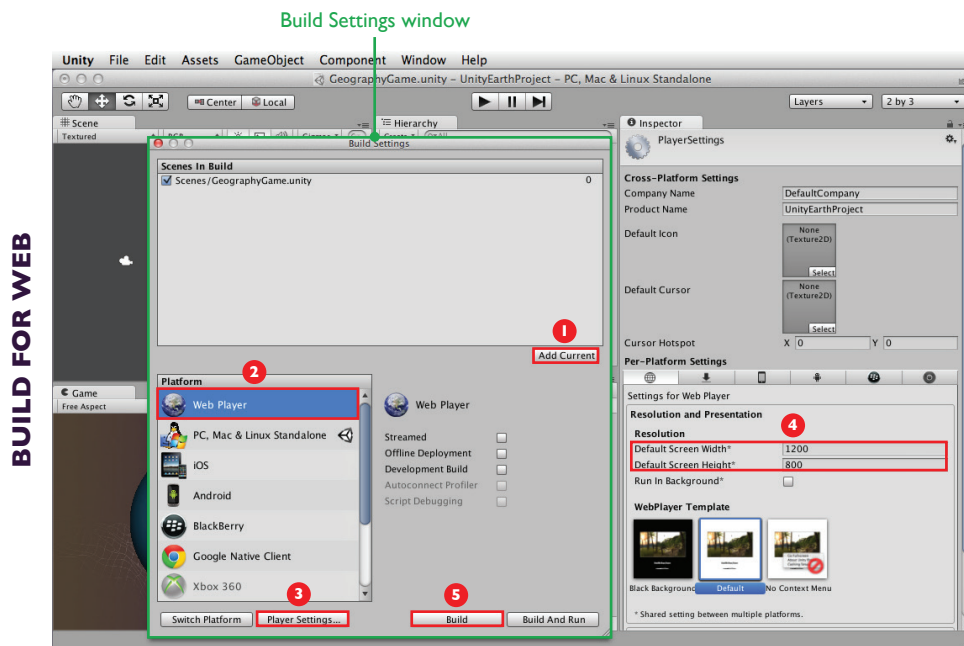 Build Settings window
BUILD FOR WEB
Unity File Edit Assets GameObject Component Window Help
GeographyGame.unity – UnityEarthProject – PC, Mac & Linux Standalone
Center Local
Layers 2 by 3
Scene
Hierarchy
Inspector
Textured
Build Settings
PlayerSettings
Scenes In Build
Scenes/GeographyGame.unity 0
Cross-Platform Settings
Company Name DefaultCompany
Product Name UnityEarthProject
Default Icon
None
(Texture2D)
Select
Default Cursor
None
(Texture2D)
Select
Cursor Hotspot X 0 Y 0
1
Add Current
Per-Platform Settings
2
Platform
Web Player
PC, Mac & Linux Standalone
iOS
Android
BlackBerry
Google Native Client
Xbox 360
Web Player
Streamed
Offline Deployment
Development Build
Autoconnect Profiler
Script Debugging
3
5
Switch Platform Player Settings... Build Build And Run
Game
Free Aspect
Settings for Web Player
Resolution and Presentation
Resolution
4
Default Screen Width* 1200
Default Screen Height* 800
Run In Background*
WebPlayer Template
Black Background Default No Context Menu
* Shared setting between multiple platforms.